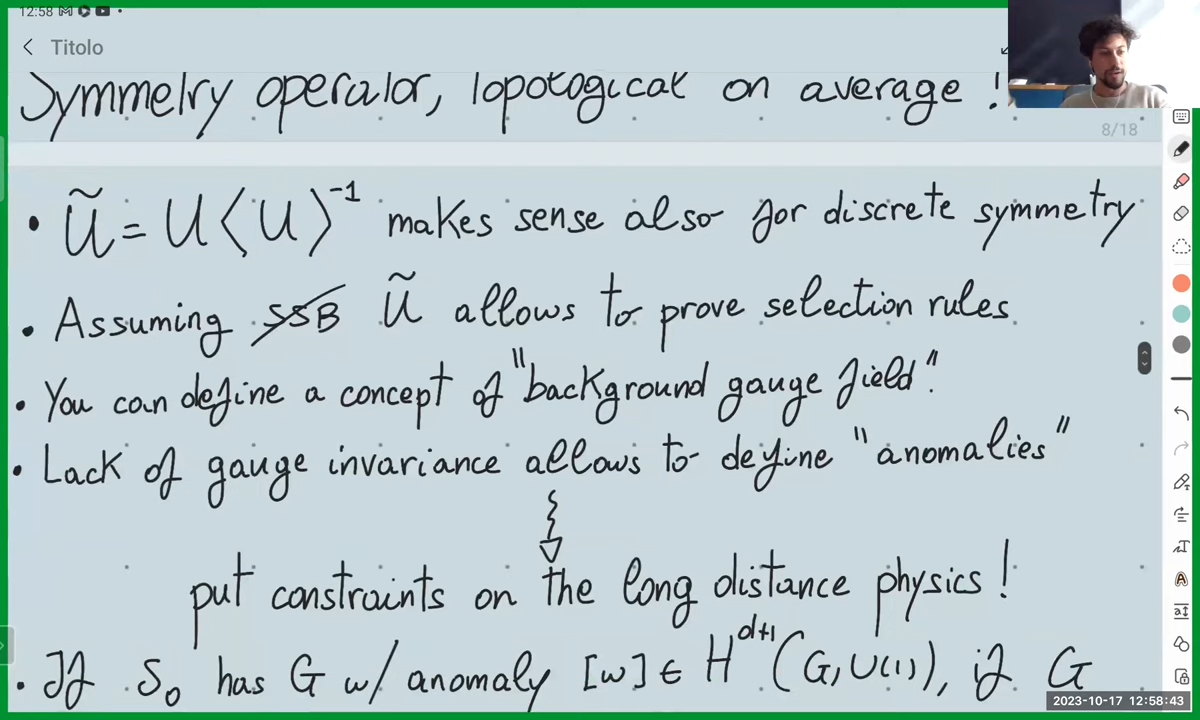 12:58
Titolo
Symmetry operator, topological on average !
8/18
• Ũ = U⟨U⟩⁻¹ makes sense also for discrete symmetry
• Assuming S̶S̶B̶ Ũ allows to prove selection rules.
• You can define a concept of "background gauge field".
• Lack of gauge invariance allows to define "anomalies"
put constraints on the long distance physics !
• If S₀ has G w/ anomaly [w] ∈ H^{d+1}(G, U(1)), if G
2023-10-17 12:58:43